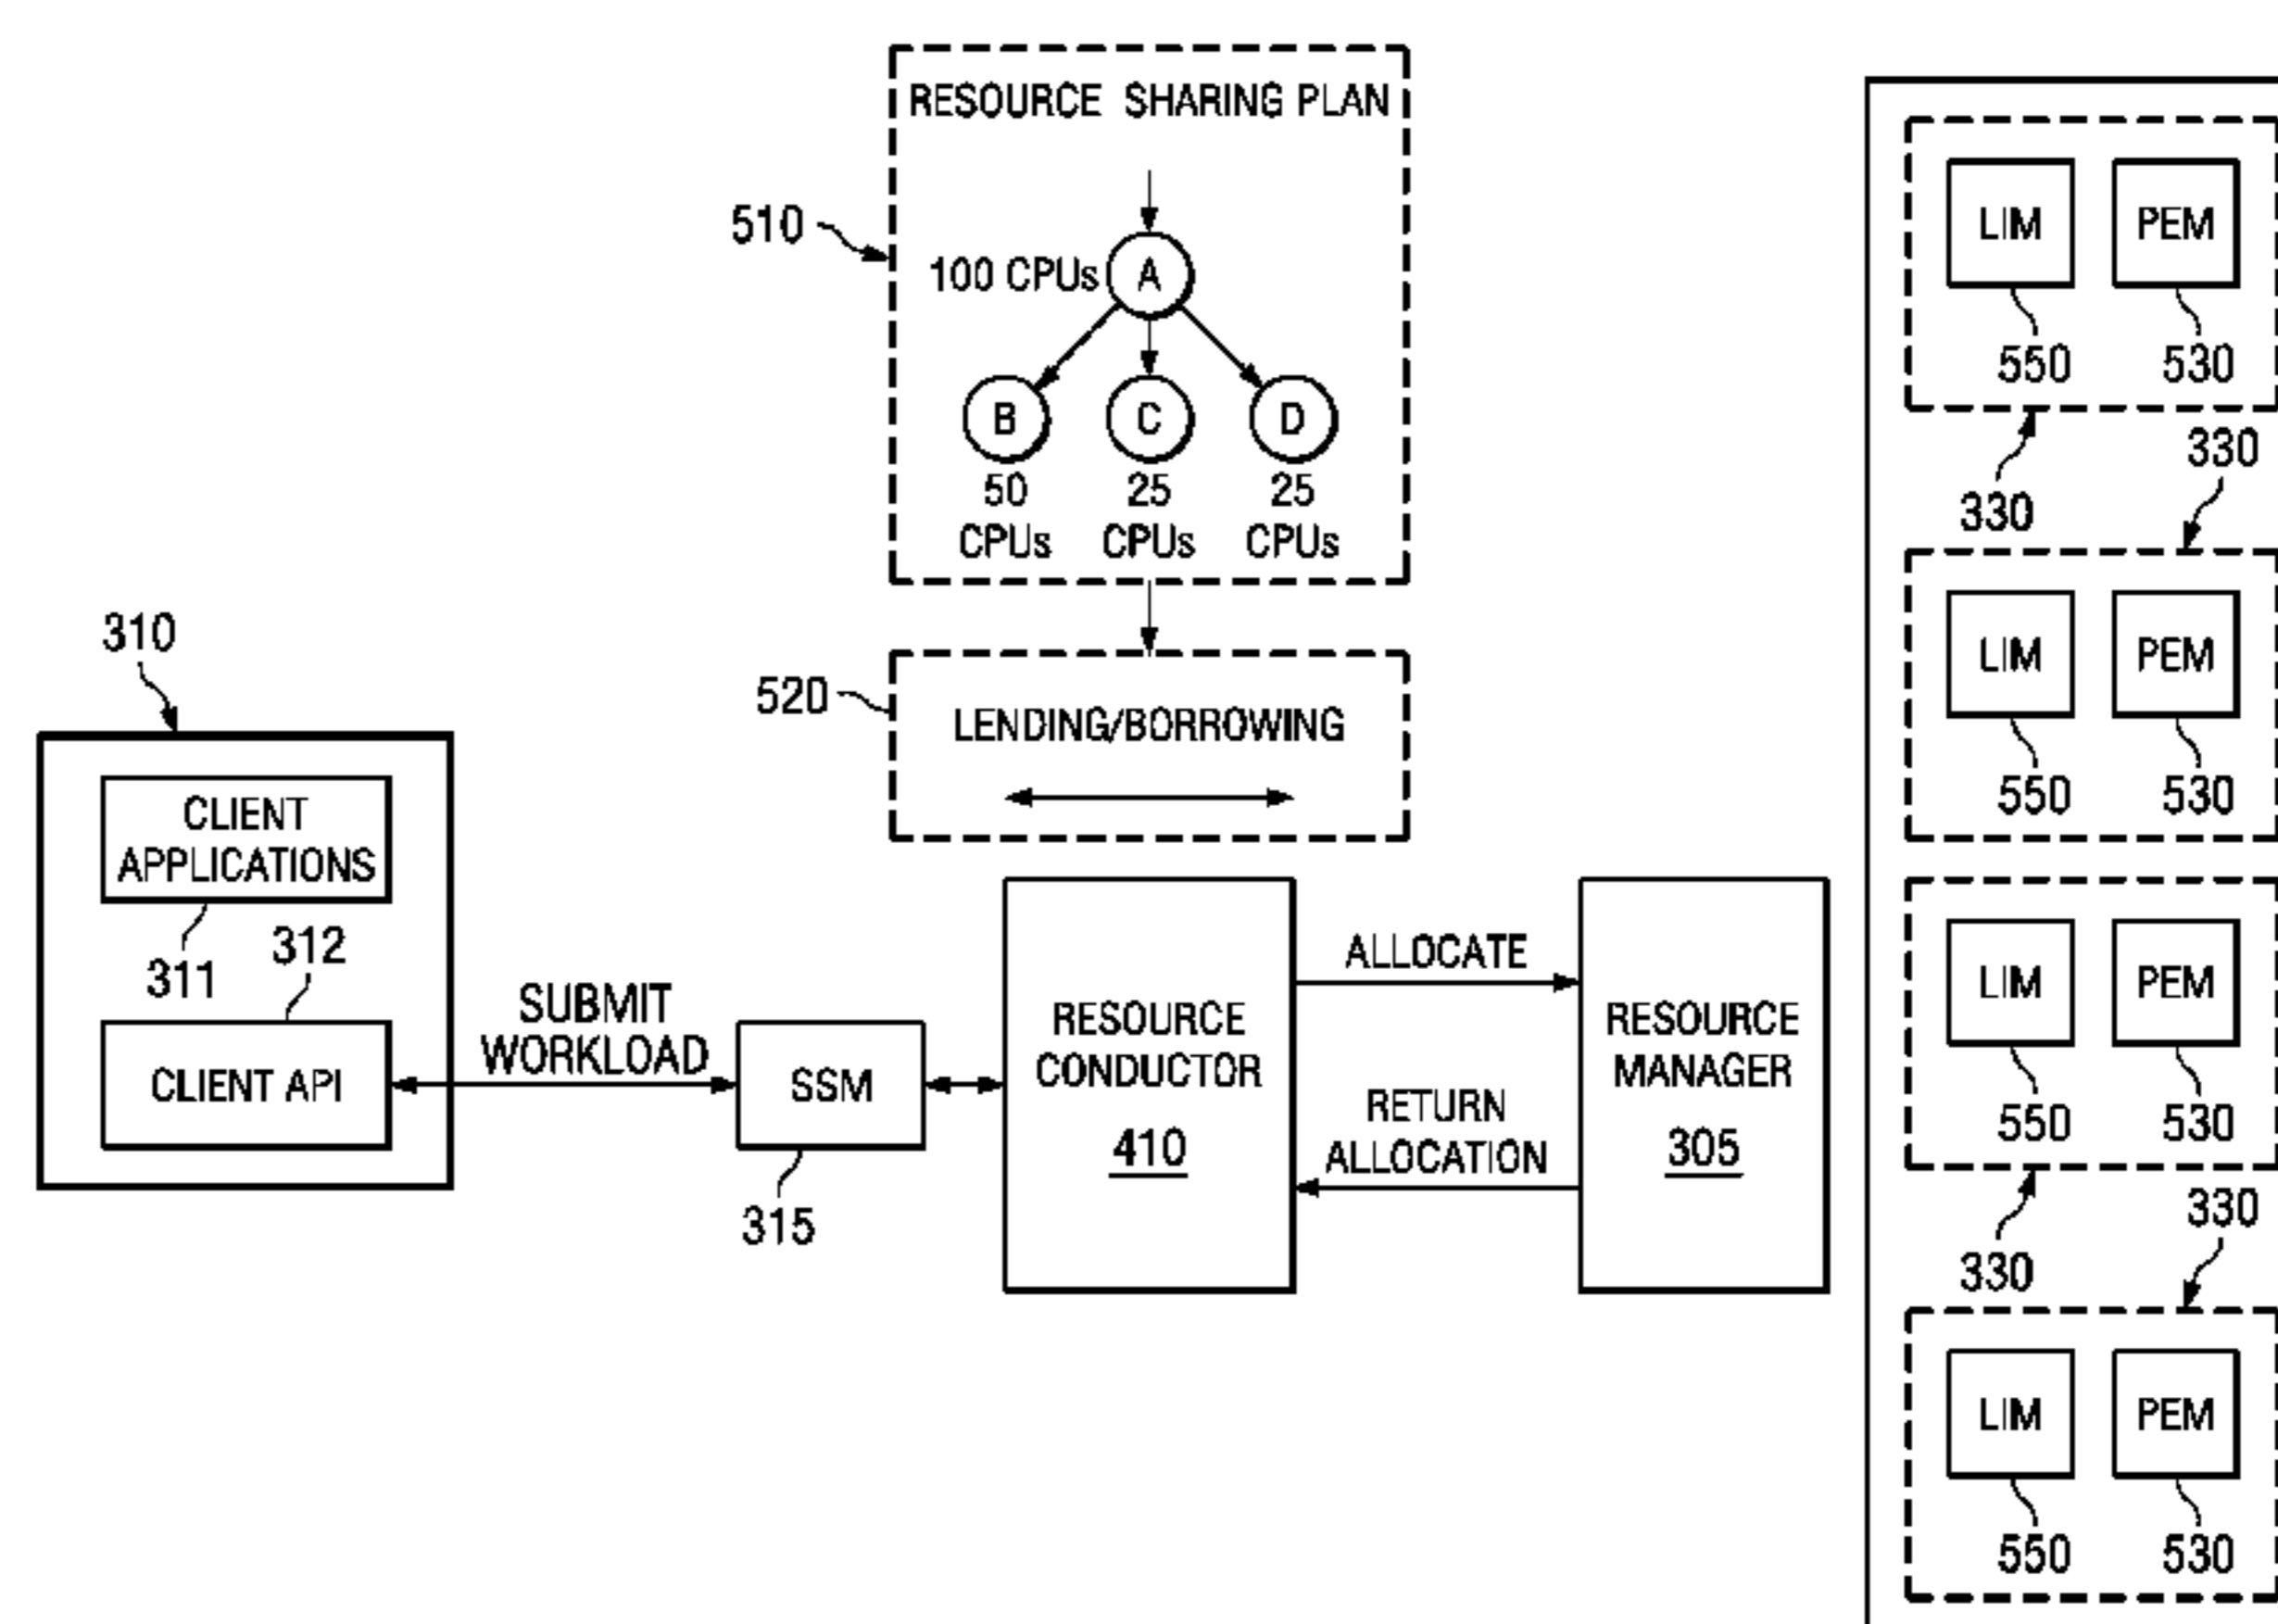 RESOURCE SHARING PLAN
510
100 CPUs
A
B
C
D
50
CPUs
25
CPUs
25
CPUs
520
LENDING/BORROWING
310
CLIENT
APPLICATIONS
311
312
CLIENT API
SUBMIT
WORKLOAD
SSM
315
RESOURCE
CONDUCTOR
410
ALLOCATE
RETURN
ALLOCATION
RESOURCE
MANAGER
305
LIM
PEM
550
530
330
330
LIM
PEM
550
530
LIM
PEM
550
530
330
330
LIM
PEM
550
530